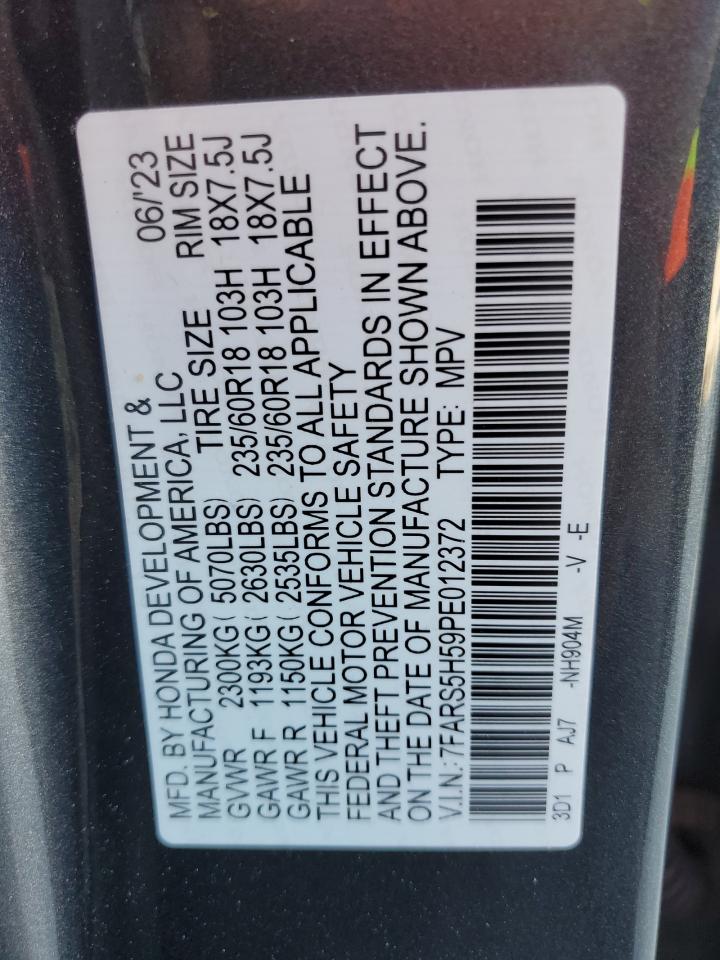 MFD. BY HONDA DEVELOPMENT & 06/'23
MANUFACTURING OF AMERICA, LLC
TIRE SIZE RIM SIZE
GVWR 2300KG( 5070LBS)
GAWR F 1193KG( 2630LBS) 235/60R18 103H 18X7.5J
GAWR R 1150KG( 2535LBS) 235/60R18 103H 18X7.5J
THIS VEHICLE CONFORMS TO ALL APPLICABLE
FEDERAL MOTOR VEHICLE SAFETY
AND THEFT PREVENTION STANDARDS IN EFFECT
ON THE DATE OF MANUFACTURE SHOWN ABOVE.
V.I.N.: 7FARS5H59PE012372 TYPE: MPV
3D1 P AJ7 -NH904M -V -E